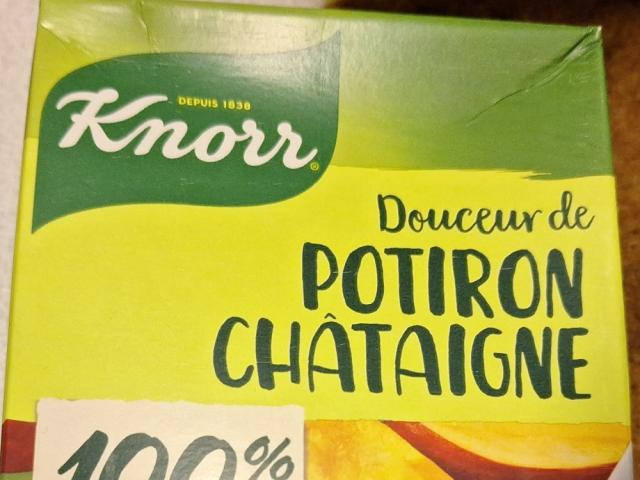 DEPUIS 1838
Knorr®
Douceur de
POTIRON
CHÂTAIGNE
100%